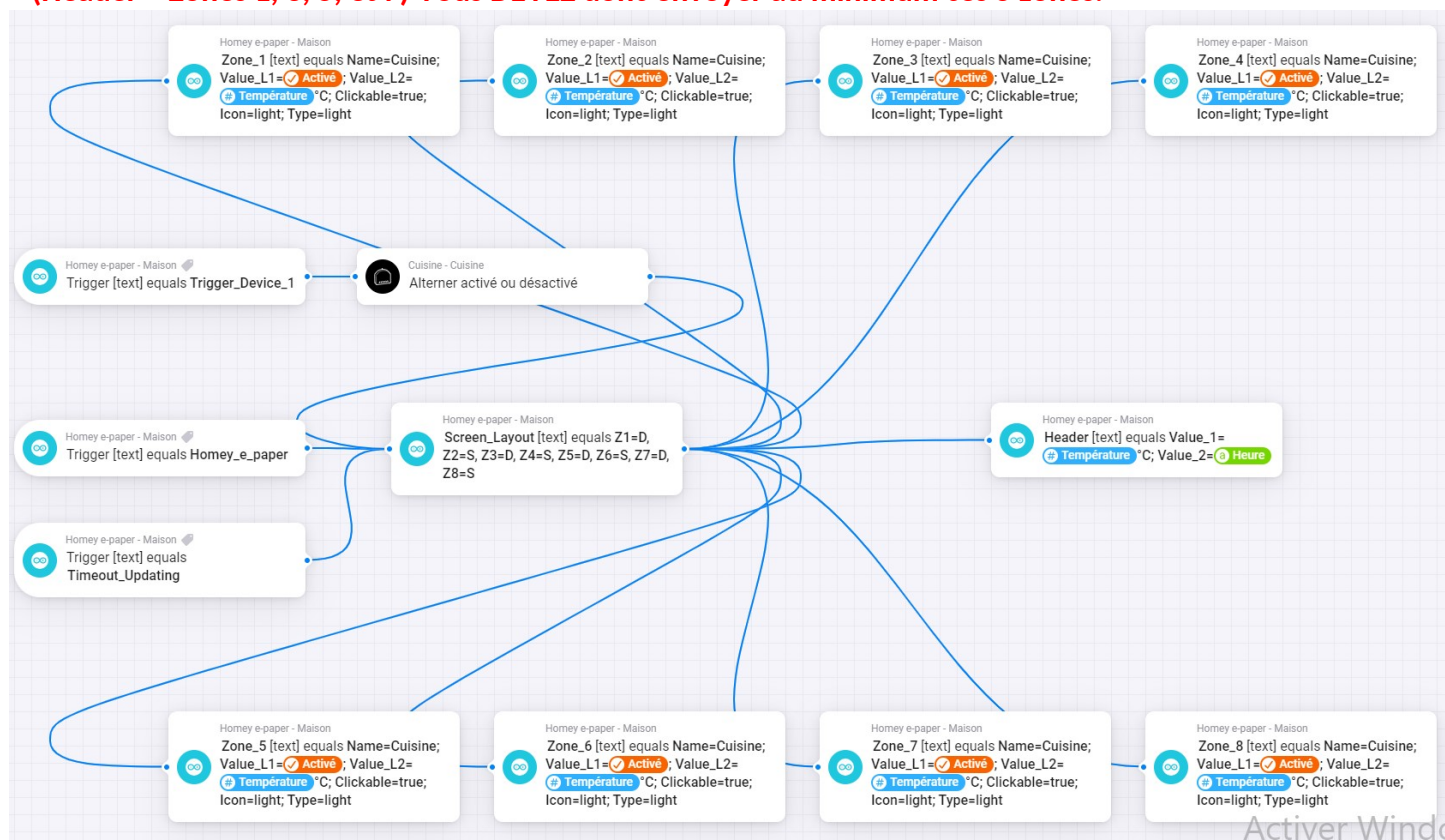 Homey e-paper - Maison
Zone_1 [text] equals Name=Cuisine;
Value_L1= Activé ; Value_L2=
# Température °C; Clickable=true;
Icon=light; Type=light
Homey e-paper - Maison
Zone_2 [text] equals Name=Cuisine;
Value_L1= Activé ; Value_L2=
# Température °C; Clickable=true;
Icon=light; Type=light
Homey e-paper - Maison
Zone_3 [text] equals Name=Cuisine;
Value_L1= Activé ; Value_L2=
# Température °C; Clickable=true;
Icon=light; Type=light
Homey e-paper - Maison
Zone_4 [text] equals Name=Cuisine;
Value_L1= Activé ; Value_L2=
# Température °C; Clickable=true;
Icon=light; Type=light
Homey e-paper - Maison
Trigger [text] equals Trigger_Device_1
Cuisine - Cuisine
Alterner activé ou désactivé
Homey e-paper - Maison
Trigger [text] equals Homey_e_paper
Homey e-paper - Maison
Screen_Layout [text] equals Z1=D,
Z2=S, Z3=D, Z4=S, Z5=D, Z6=S, Z7=D,
Z8=S
Homey e-paper - Maison
Header [text] equals Value_1=
# Température °C; Value_2= a Heure
Homey e-paper - Maison
Trigger [text] equals
Timeout_Updating
Homey e-paper - Maison
Zone_5 [text] equals Name=Cuisine;
Value_L1= Activé ; Value_L2=
# Température °C; Clickable=true;
Icon=light; Type=light
Homey e-paper - Maison
Zone_6 [text] equals Name=Cuisine;
Value_L1= Activé ; Value_L2=
# Température °C; Clickable=true;
Icon=light; Type=light
Homey e-paper - Maison
Zone_7 [text] equals Name=Cuisine;
Value_L1= Activé ; Value_L2=
# Température °C; Clickable=true;
Icon=light; Type=light
Homey e-paper - Maison
Zone_8 [text] equals Name=Cuisine;
Value_L1= Activé ; Value_L2=
# Température °C; Clickable=true;
Icon=light; Type=light
Activer Windo